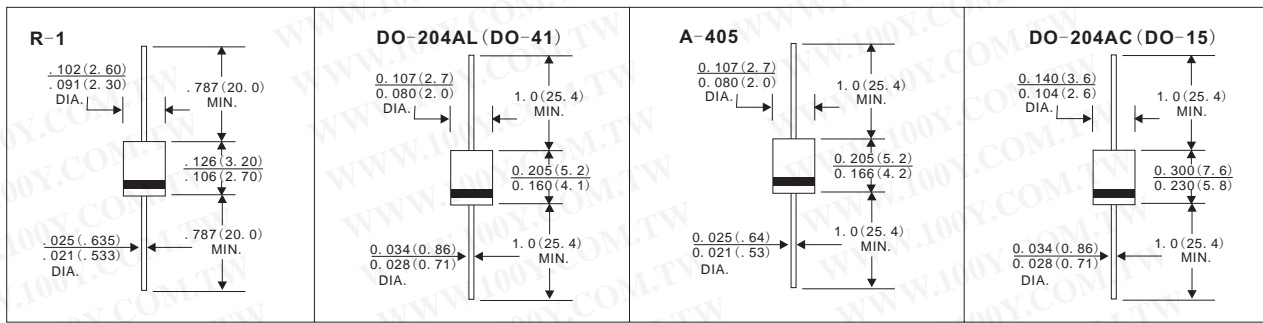 R-1
.102(2.60)
.091(2.30)
DIA.
.787(20.0)
MIN.
.126(3.20)
.106(2.70)
.025(.635)
.021(.533)
DIA.
.787(20.0)
MIN.
DO-204AL(DO-41)
0.107(2.7)
0.080(2.0)
DIA.
1.0(25.4)
MIN.
0.205(5.2)
0.160(4.1)
0.034(0.86)
0.028(0.71)
DIA.
1.0(25.4)
MIN.
A-405
0.107(2.7)
0.080(2.0)
DIA.
1.0(25.4)
MIN.
0.205(5.2)
0.166(4.2)
0.025(.64)
0.021(.53)
DIA.
1.0(25.4)
MIN.
DO-204AC(DO-15)
0.140(3.6)
0.104(2.6)
DIA.
1.0(25.4)
MIN.
0.300(7.6)
0.230(5.8)
0.034(0.86)
0.028(0.71)
DIA.
1.0(25.4)
MIN.
WWW.100Y.COM.TW